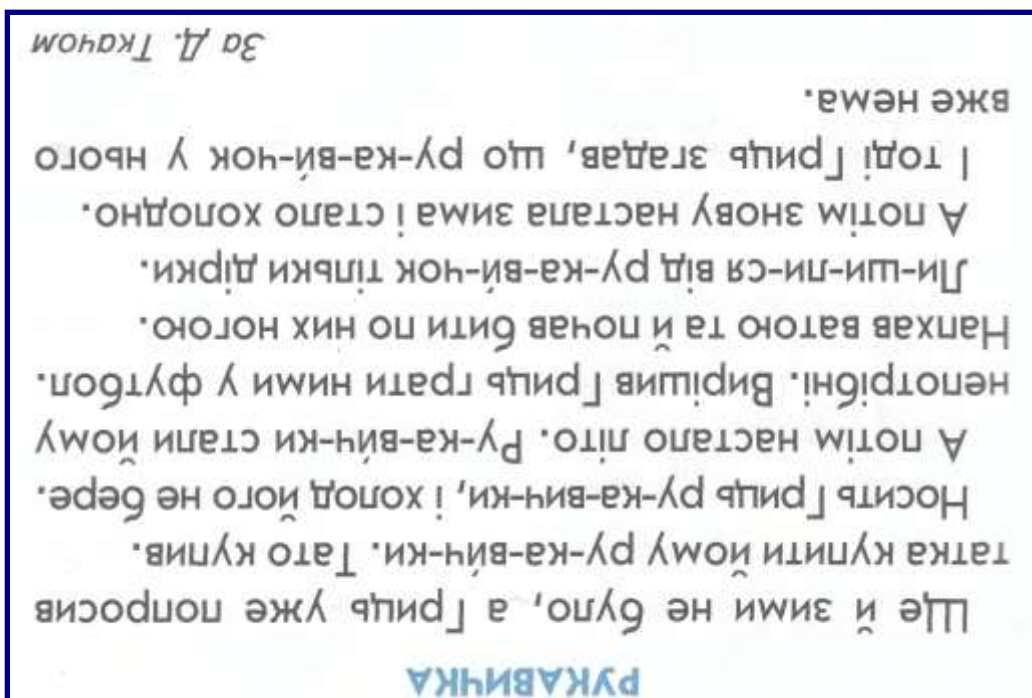 РУКАВИЧКА
Ще й зими не було, а Гриць уже попросив
татка купити йому ру-ка-ви́ч-ки. Тато купив.
Носить Гриць ру-ка-вич-ки, і холод його не бере.
А потім настало літо. Ру-ка-ви́ч-ки стали йому
непотрібні. Вирішив Гриць грати ними у футбол.
Напхав ватою та й почав бити по них ногою.
Ли-ши-ли-ся від ру-ка-ви́-чок тільки дірки.
А потім знову настала зима і стало холодно.
І тоді Гриць згадав, що ру-ка-ви́-чок у нього
вже нема.
За Д. Ткачом